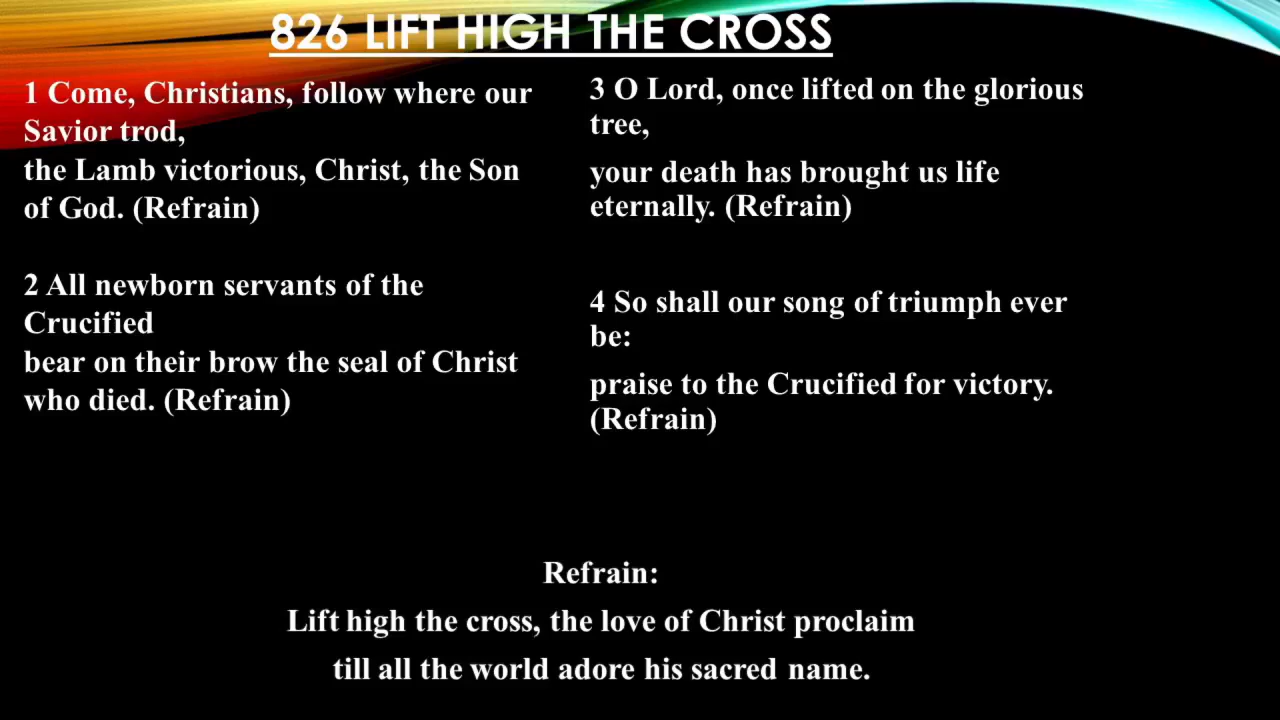 826 LIFT HIGH THE CROSS
1 Come, Christians, follow where our
Savior trod,
the Lamb victorious, Christ, the Son
of God. (Refrain)
2 All newborn servants of the
Crucified
bear on their brow the seal of Christ
who died. (Refrain)
3 O Lord, once lifted on the glorious
tree,
your death has brought us life
eternally. (Refrain)
4 So shall our song of triumph ever
be:
praise to the Crucified for victory.
(Refrain)
Refrain:
Lift high the cross, the love of Christ proclaim
till all the world adore his sacred name.